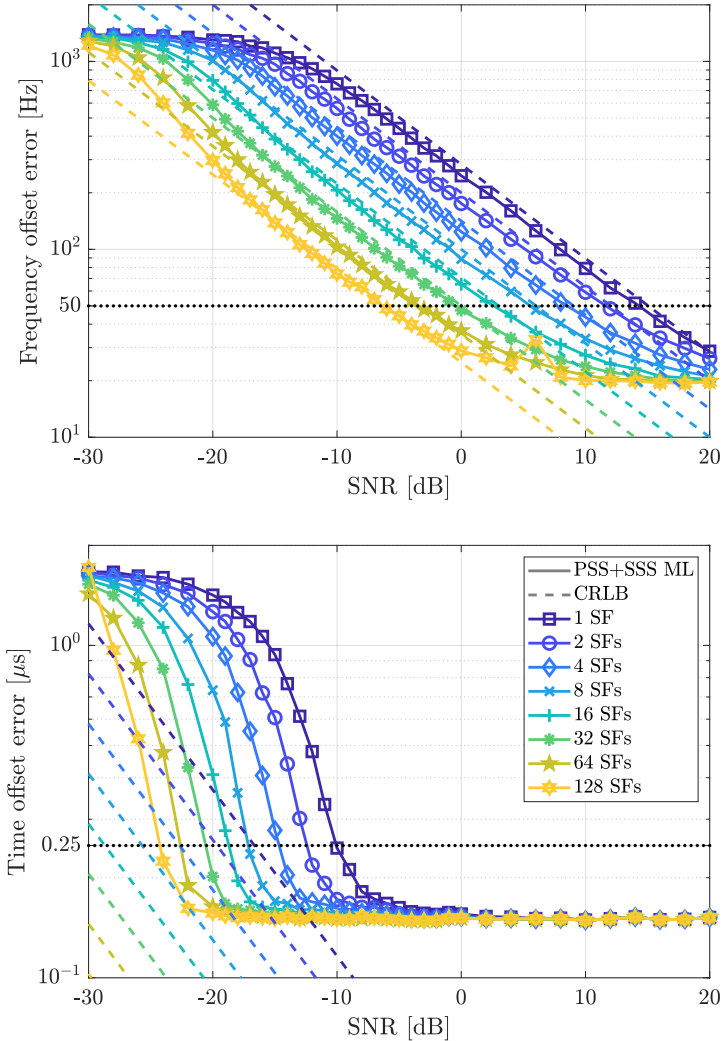 10³
10²
50
10¹
Frequency offset error [Hz]
-30 -20 -10 0 10 20
SNR [dB]
10⁰
0.25
10⁻¹
Time offset error [μs]
PSS+SSS ML
CRLB
1 SF
2 SFs
4 SFs
8 SFs
16 SFs
32 SFs
64 SFs
128 SFs
-30 -20 -10 0 10 20
SNR [dB]